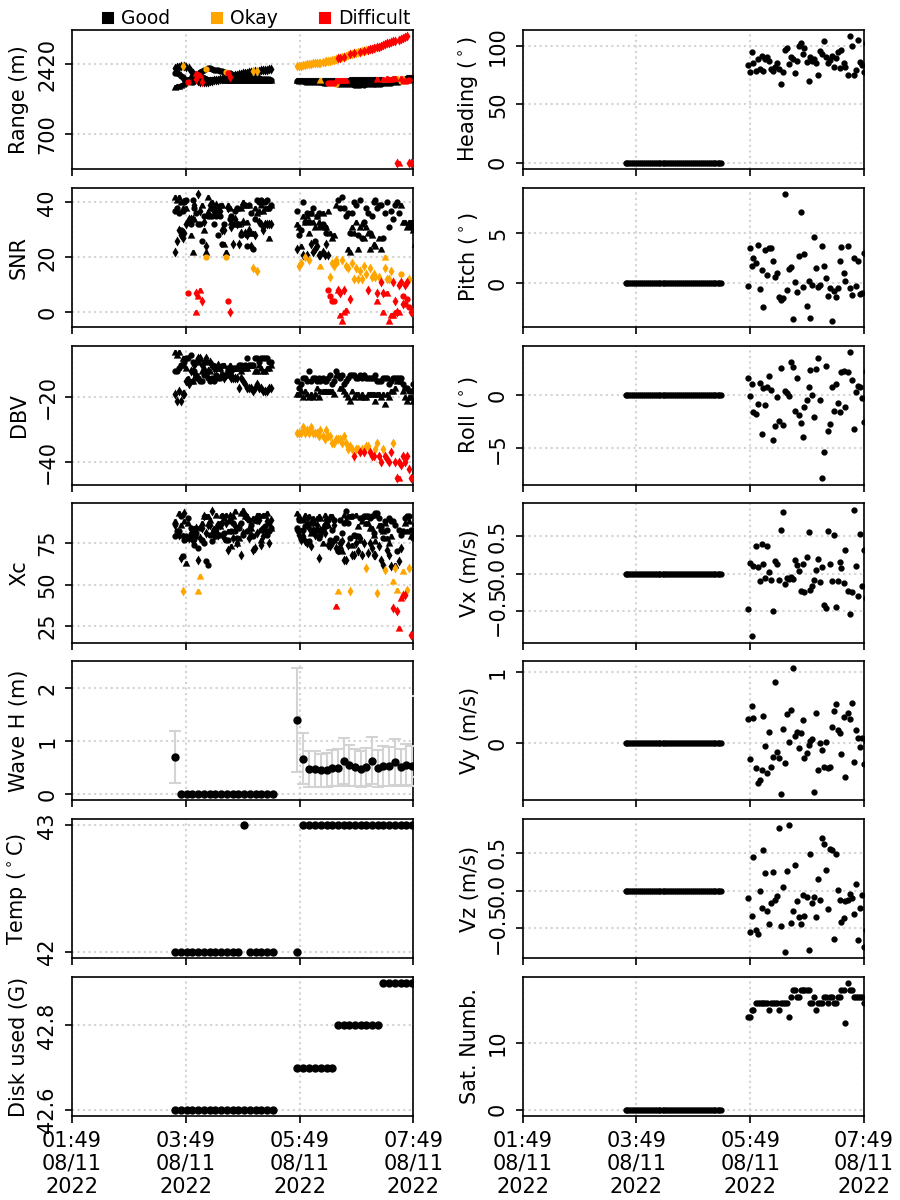 Good Okay Difficult
Range (m)
2420
700
Heading (°)
100
50
0
SNR
40
20
0
Pitch (°)
5
0
DBV
−20
−40
Roll (°)
0
−5
Xc
75
50
25
Vx (m/s)
0.5
0.0
−0.5
Wave H (m)
2
1
0
Vy (m/s)
1
0
Temp (°C)
43
42
Vz (m/s)
0.5
0.0
−0.5
Disk used (G)
42.8
42.6
Sat. Numb.
10
0
01:49 03:49 05:49 07:49 01:49 03:49 05:49 07:49
08/11 08/11 08/11 08/11 08/11 08/11 08/11 08/11
2022 2022 2022 2022 2022 2022 2022 2022